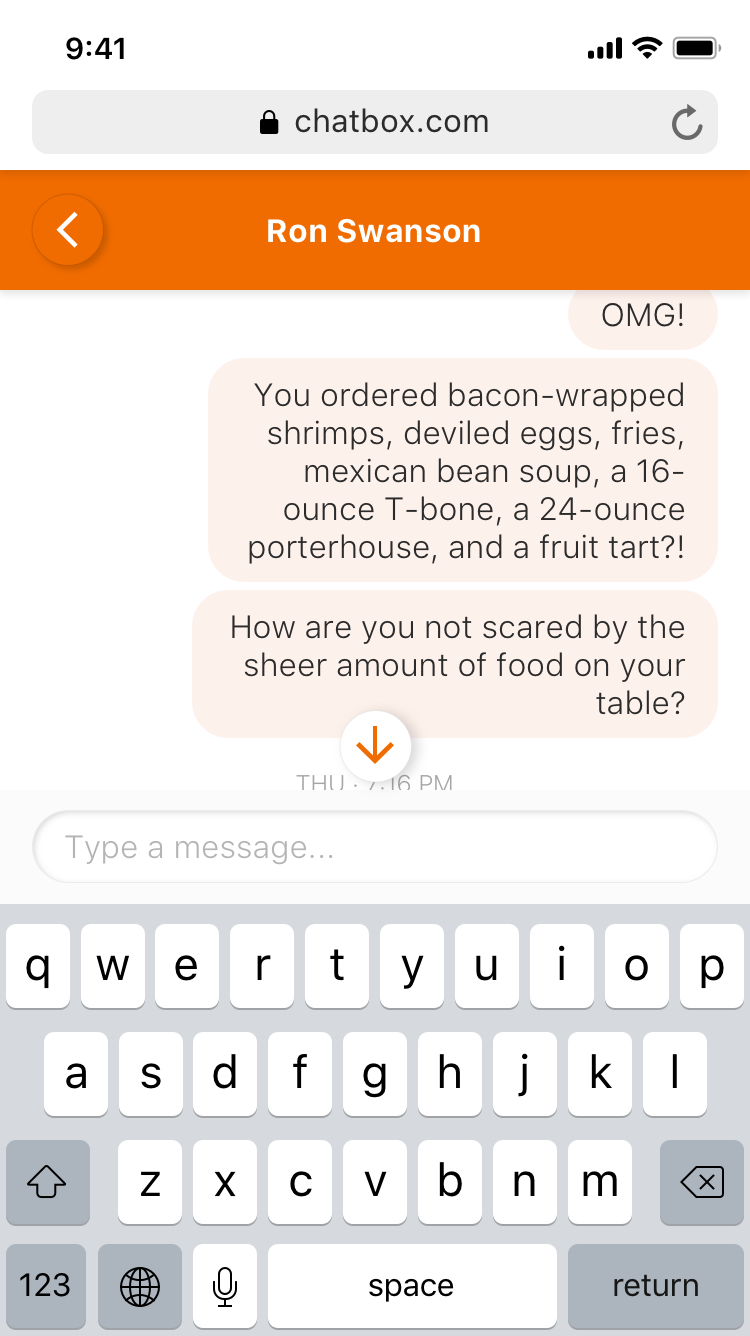 9:41
chatbox.com
Ron Swanson
OMG!
You ordered bacon-wrapped
shrimps, deviled eggs, fries,
mexican bean soup, a 16-
ounce T-bone, a 24-ounce
porterhouse, and a fruit tart?!
How are you not scared by the
sheer amount of food on your
table?
THU · 7:16 PM
Type a message...
q w e r t y u i o p
a s d f g h j k l
z x c v b n m
123 space return